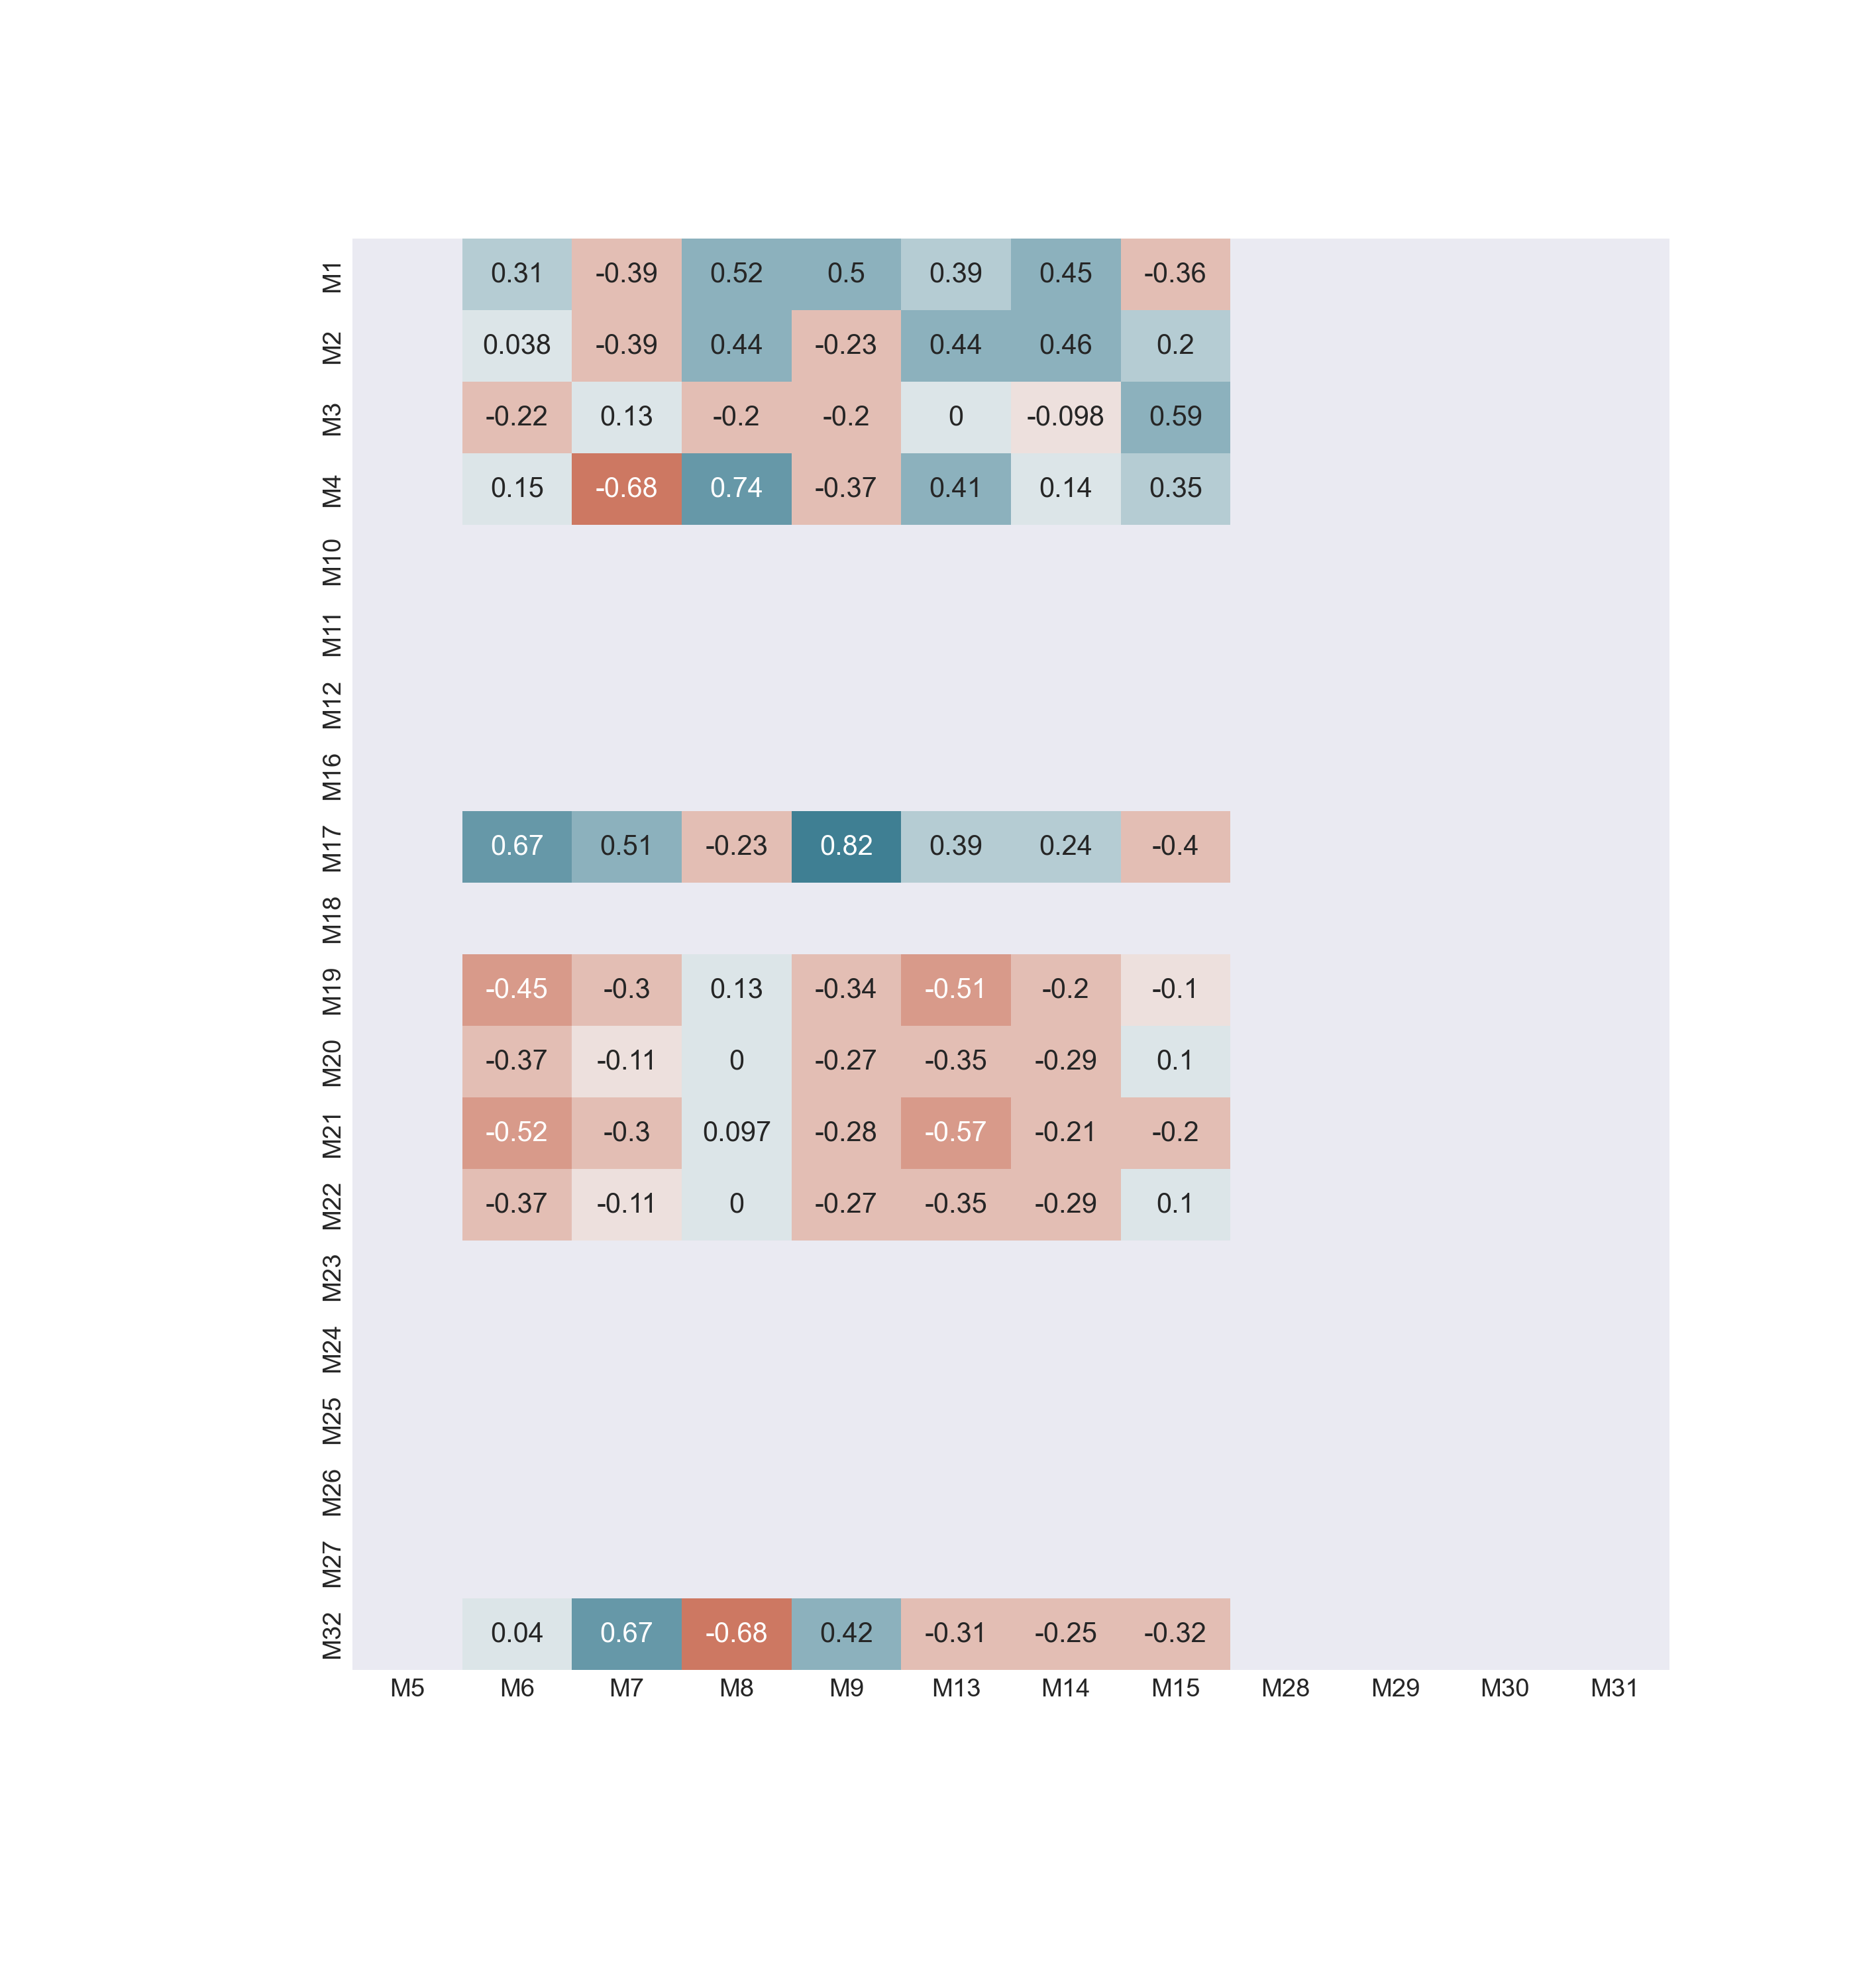 M1 0.31 -0.39 0.52 0.5 0.39 0.45 -0.36
M2 0.038 -0.39 0.44 -0.23 0.44 0.46 0.2
M3 -0.22 0.13 -0.2 -0.2 0 -0.098 0.59
M4 0.15 -0.68 0.74 -0.37 0.41 0.14 0.35
M10
M11
M12
M16
M17 0.67 0.51 -0.23 0.82 0.39 0.24 -0.4
M18
M19 -0.45 -0.3 0.13 -0.34 -0.51 -0.2 -0.1
M20 -0.37 -0.11 0 -0.27 -0.35 -0.29 0.1
M21 -0.52 -0.3 0.097 -0.28 -0.57 -0.21 -0.2
M22 -0.37 -0.11 0 -0.27 -0.35 -0.29 0.1
M23
M24
M25
M26
M27
M32 0.04 0.67 -0.68 0.42 -0.31 -0.25 -0.32
M5 M6 M7 M8 M9 M13 M14 M15 M28 M29 M30 M31